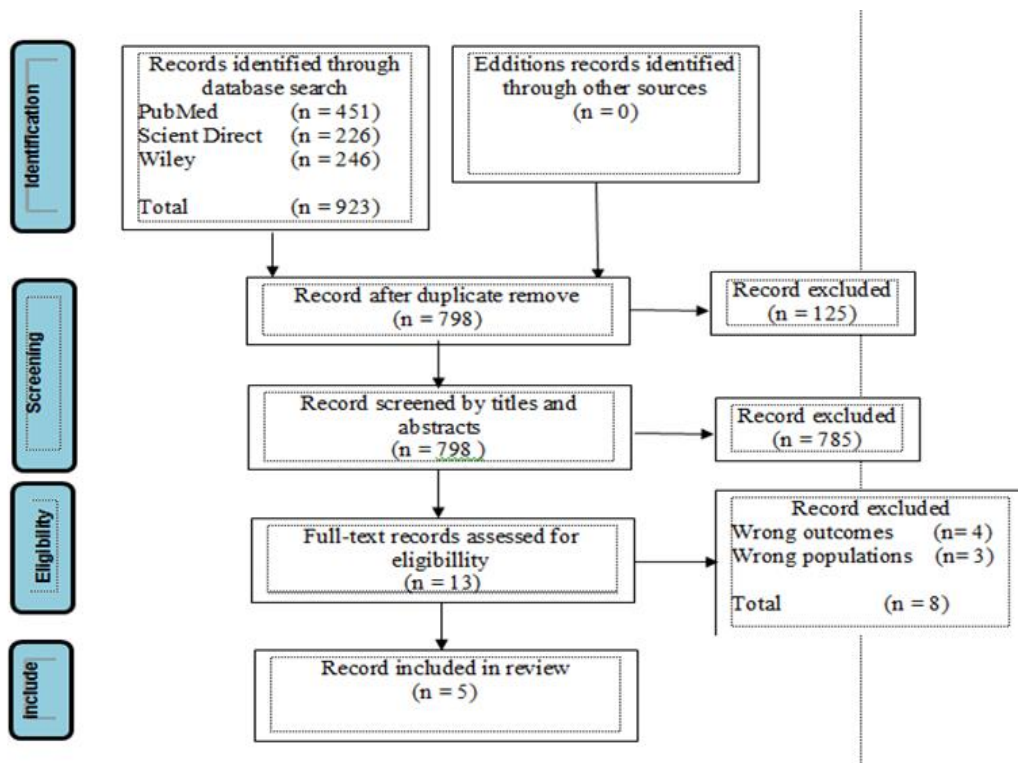 Identification
Records identified through
database search
PubMed (n = 451)
Scient Direct (n = 226)
Wiley (n = 246)
Total (n = 923)
Edditions records identified
through other sources
(n = 0)
Screening
Record after duplicate remove
(n = 798)
Record excluded
(n = 125)
Record screened by titles and
abstracts
(n = 798 )
Record excluded
(n = 785)
Eligibility
Full-text records assessed for
eligibillity
(n = 13)
Record excluded
Wrong outcomes (n= 4)
Wrong populations (n= 3)
Total (n = 8)
Include
Record included in review
(n = 5)